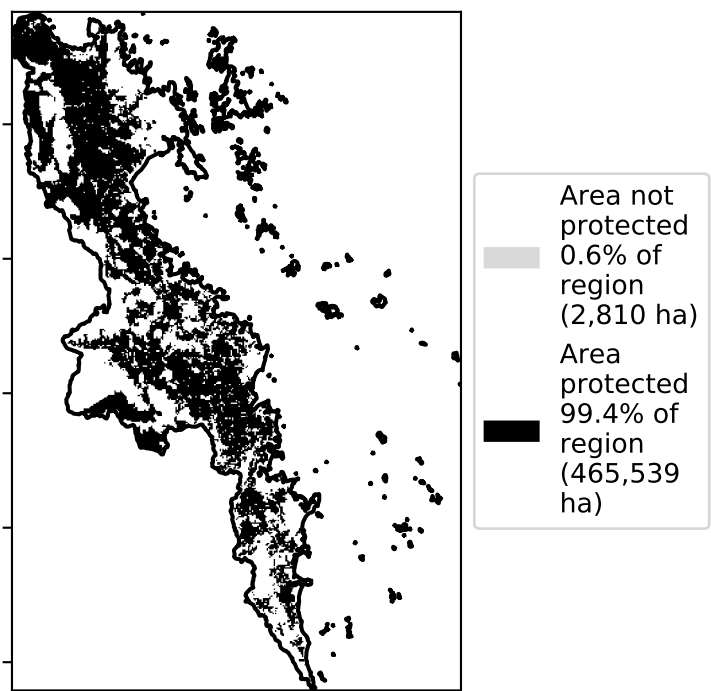 Area not
protected
0.6% of
region
(2,810 ha)
Area
protected
99.4% of
region
(465,539
ha)